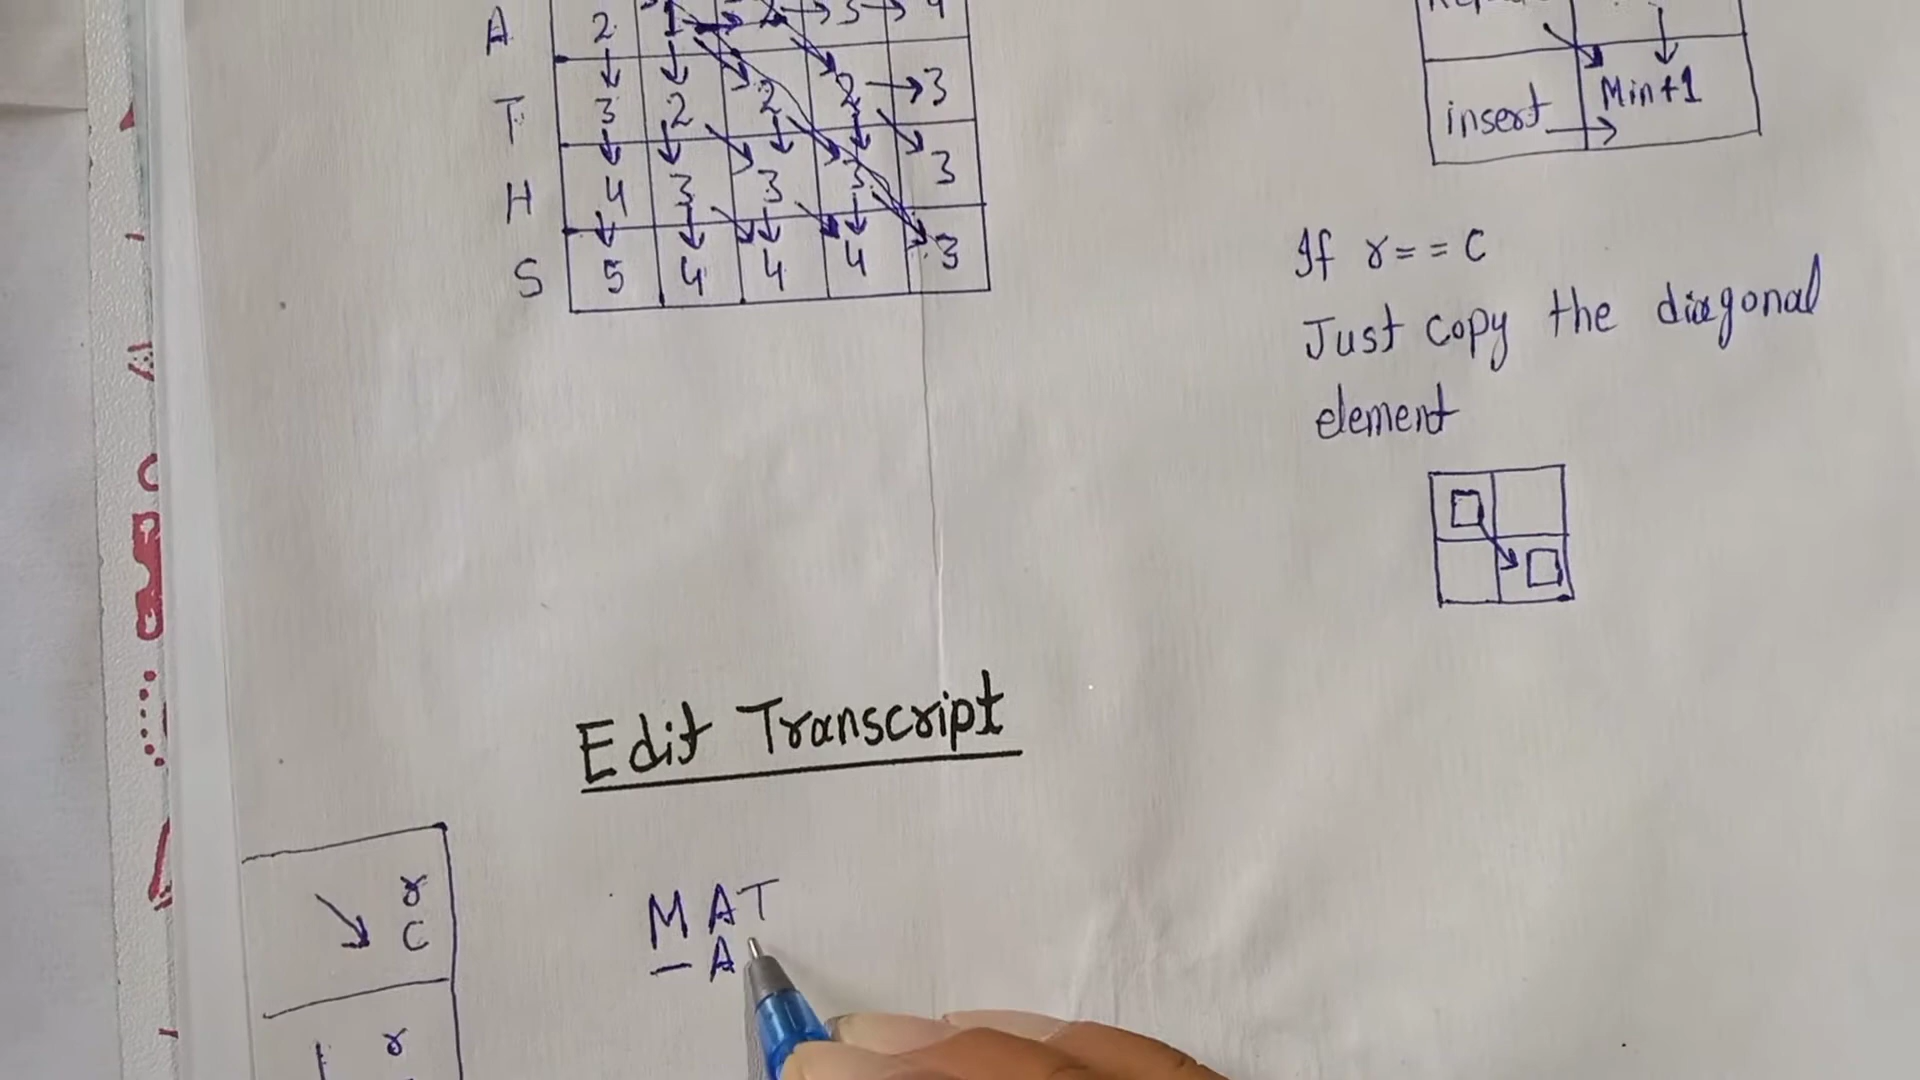 A 2 1 2 3 4
T 3 2 2 2 3
H 4 3 3 3 3
S 5 4 4 4 3
insert Min+1
If r == C
Just copy the diagonal
element
Edit Transcript
r
C
M A T
— A
r